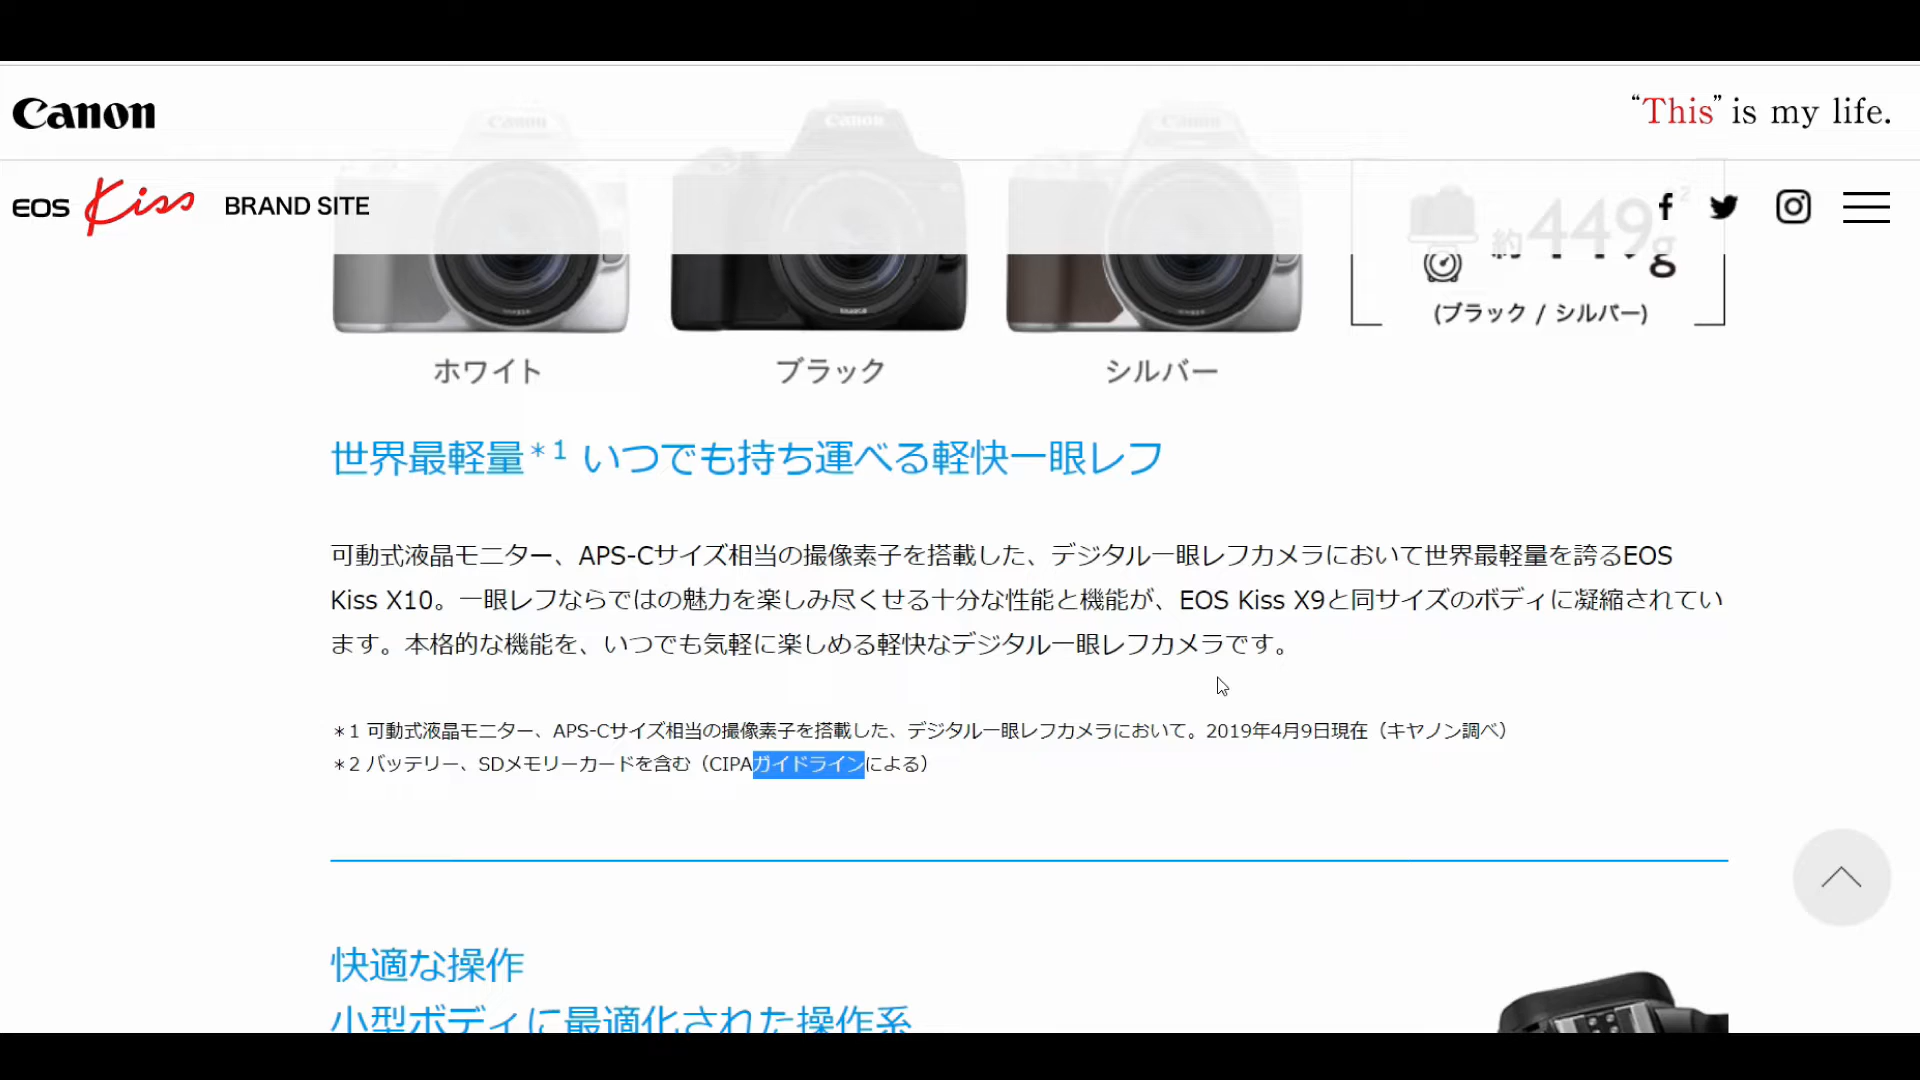 Canon
“This” is my life.
Canon
Canon
Canon
EOS Kiss BRAND SITE
約449g
*2
(ブラック / シルバー)
ホワイト
ブラック
シルバー
世界最軽量＊1 いつでも持ち運べる軽快一眼レフ
可動式液晶モニター、APS-Cサイズ相当の撮像素子を搭載した、デジタル一眼レフカメラにおいて世界最軽量を誇るEOS
Kiss X10。一眼レフならではの魅力を楽しみ尽くせる十分な性能と機能が、EOS Kiss X9と同サイズのボディに凝縮されてい
ます。本格的な機能を、いつでも気軽に楽しめる軽快なデジタル一眼レフカメラです。
＊1 可動式液晶モニター、APS-Cサイズ相当の撮像素子を搭載した、デジタル一眼レフカメラにおいて。2019年4月9日現在（キヤノン調べ）
＊2 バッテリー、SDメモリーカードを含む（CIPAガイドラインによる）
快適な操作
小型ボディに最適化された操作系